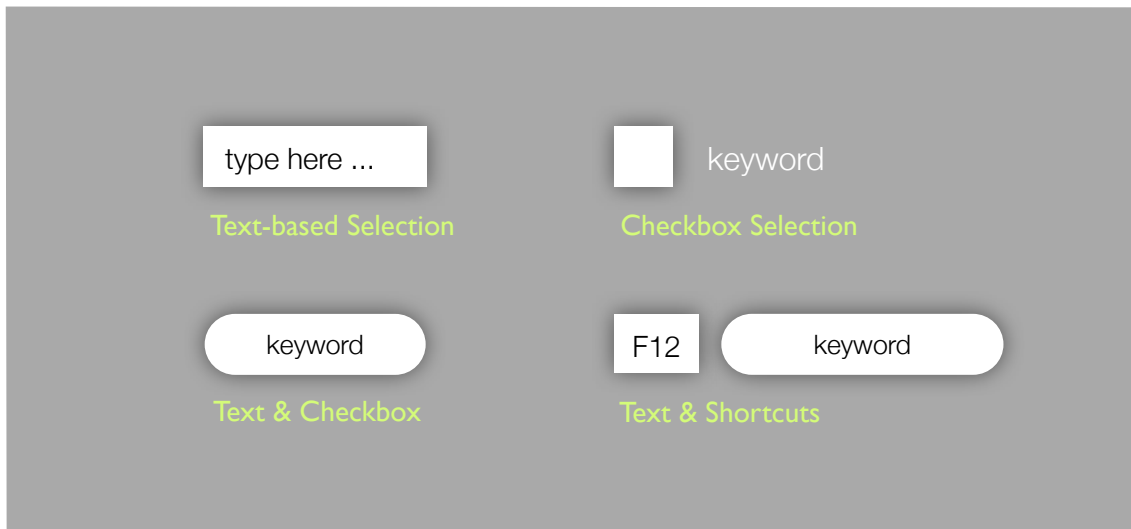 type here ...
keyword
Text-based Selection
Checkbox Selection
keyword
F12
keyword
Text & Checkbox
Text & Shortcuts